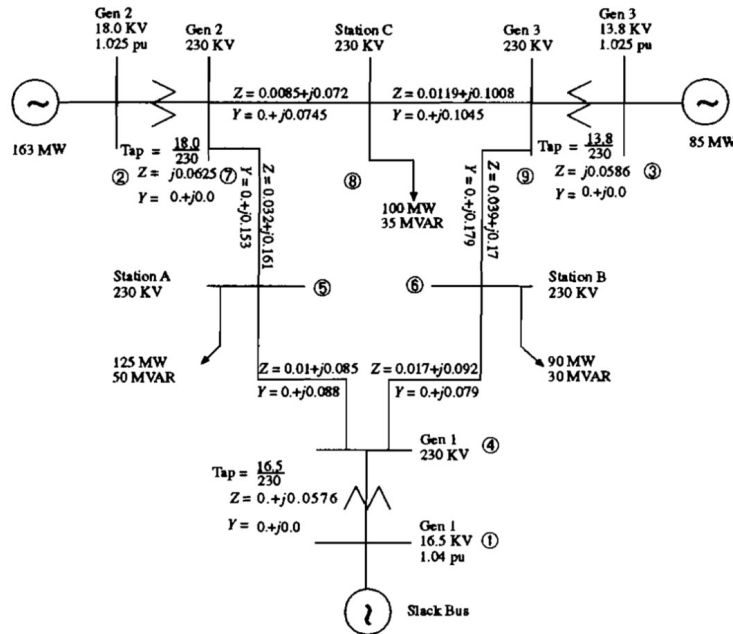 Gen 2
18.0 KV
1.025 pu
Gen 2
230 KV
Station C
230 KV
Gen 3
230 KV
Gen 3
13.8 KV
1.025 pu
~
163 MW
Z = 0.0085+j0.072
Y = 0.+j0.0745
Z = 0.0119+j0.1008
Y = 0.+j0.1045
~
85 MW
Tap = 18.0
230
② Z = j0.0625 ⑦
Y = 0.+j0.0
Z = 0.032+j0.161
Y = 0.+j0.153
⑧
100 MW
35 MVAR
Tap = 13.8
230
⑨ Z = j0.0586 ③
Y = 0.+j0.0
Z = 0.039+j0.17
Y = 0.+j0.179
Station A
230 KV
⑤
⑥
Station B
230 KV
125 MW
50 MVAR
Z = 0.01+j0.085
Y = 0.+j0.088
Z = 0.017+j0.092
Y = 0.+j0.079
90 MW
30 MVAR
Gen 1
230 KV
④
Tap = 16.5
230
Z = 0.+j0.0576
Y = 0.+j0.0
Gen 1
16.5 KV ①
1.04 pu
~
Slack Bus